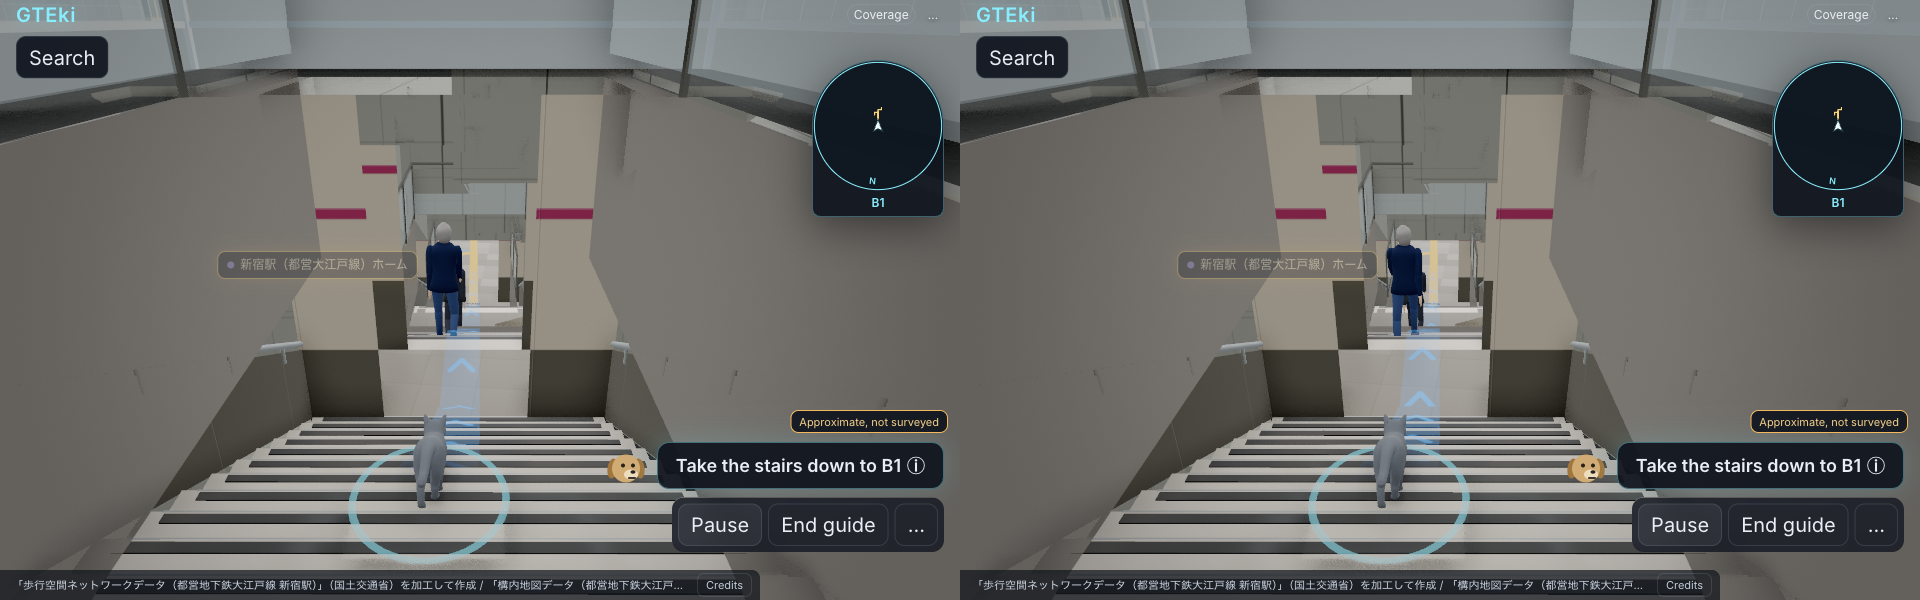 GTEki
Coverage
...
Search
N
B1
新宿駅（都営大江戸線）ホーム
Approximate, not surveyed
Take the stairs down to B1 ⓘ
Pause
End guide
...
「歩行空間ネットワークデータ（都営地下鉄大江戸線 新宿駅）」（国土交通省）を加工して作成 / 「構内地図データ（都営地下鉄大江戸...
Credits
GTEki
Coverage
...
Search
N
B1
新宿駅（都営大江戸線）ホーム
Approximate, not surveyed
Take the stairs down to B1 ⓘ
Pause
End guide
...
「歩行空間ネットワークデータ（都営地下鉄大江戸線 新宿駅）」（国土交通省）を加工して作成 / 「構内地図データ（都営地下鉄大江戸...
Credits